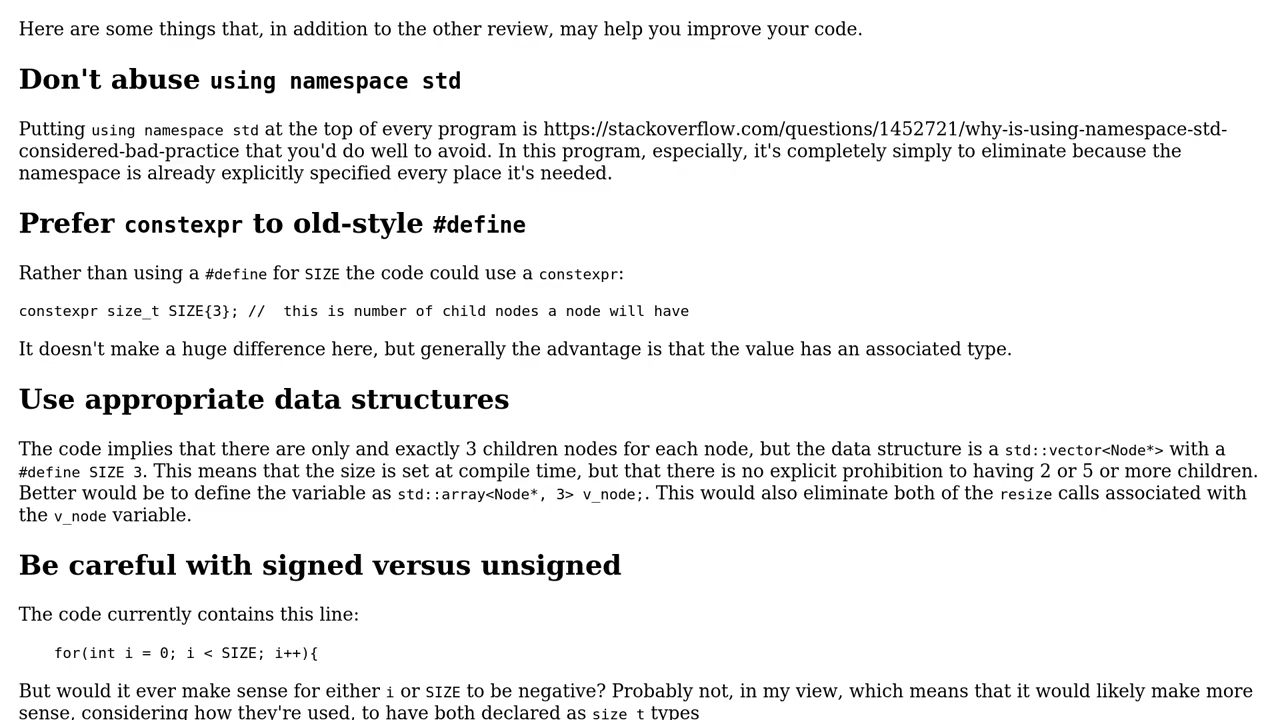 Here are some things that, in addition to the other review, may help you improve your code.
Don't abuse using namespace std
Putting using namespace std at the top of every program is https://stackoverflow.com/questions/1452721/why-is-using-namespace-std-
considered-bad-practice that you'd do well to avoid. In this program, especially, it's completely simply to eliminate because the
namespace is already explicitly specified every place it's needed.
Prefer constexpr to old-style #define
Rather than using a #define for SIZE the code could use a constexpr:
constexpr size_t SIZE{3}; //  this is number of child nodes a node will have
It doesn't make a huge difference here, but generally the advantage is that the value has an associated type.
Use appropriate data structures
The code implies that there are only and exactly 3 children nodes for each node, but the data structure is a std::vector<Node*> with a
#define SIZE 3. This means that the size is set at compile time, but that there is no explicit prohibition to having 2 or 5 or more children.
Better would be to define the variable as std::array<Node*, 3> v_node;. This would also eliminate both of the resize calls associated with
the v_node variable.
Be careful with signed versus unsigned
The code currently contains this line:
for(int i = 0; i < SIZE; i++){
But would it ever make sense for either i or SIZE to be negative? Probably not, in my view, which means that it would likely make more
sense, considering how they're used, to have both declared as size_t types